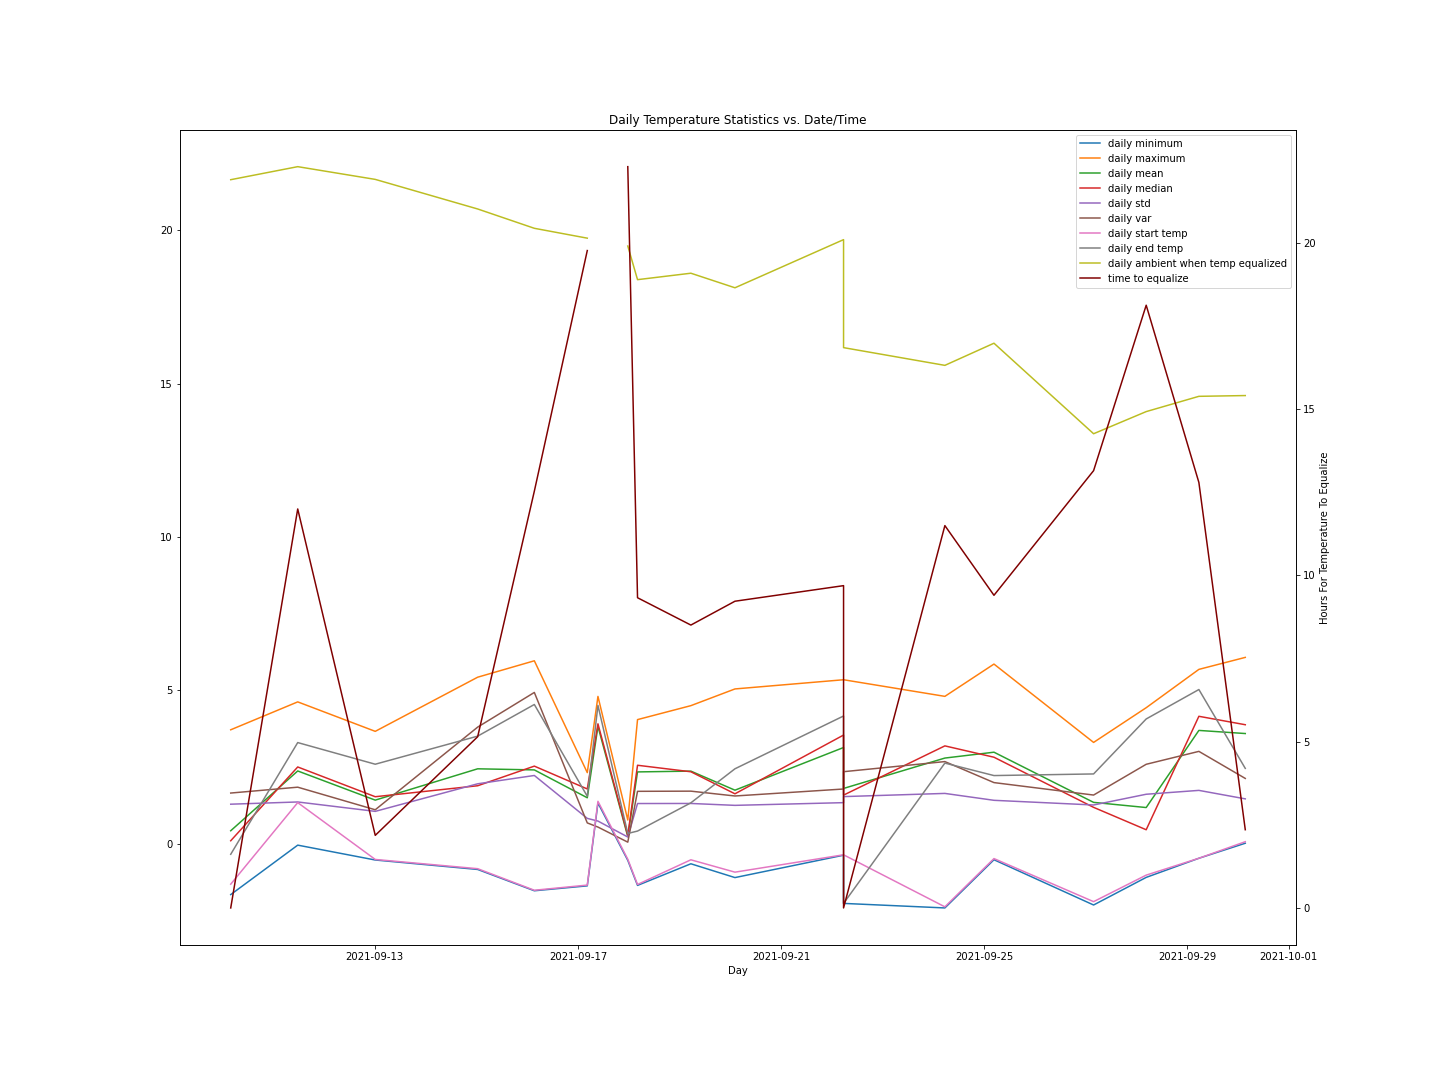 Daily Temperature Statistics vs. Date/Time
daily minimum
daily maximum
daily mean
daily median
daily std
daily var
daily start temp
daily end temp
daily ambient when temp equalized
time to equalize
20
15
10
5
0
20
15
10
5
0
Hours For Temperature To Equalize
2021-09-13
2021-09-17
2021-09-21
2021-09-25
2021-09-29
2021-10-01
Day